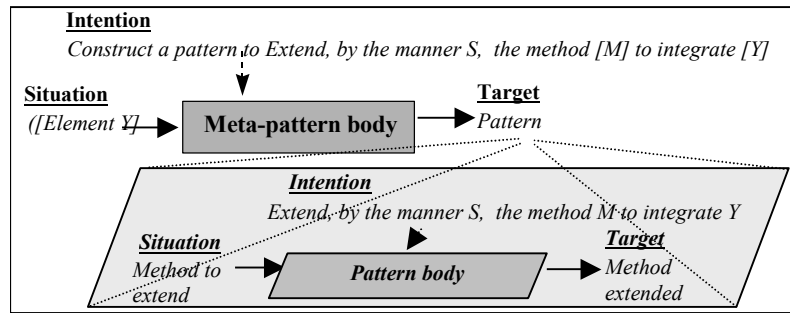 Intention
Construct a pattern to Extend, by the manner S, the method [M] to integrate [Y]
Situation
([Element Y]
Meta-pattern body
Target
Pattern
Intention
Extend, by the manner S, the method M to integrate Y
Situation
Method to
extend
Pattern body
Target
Method
extended